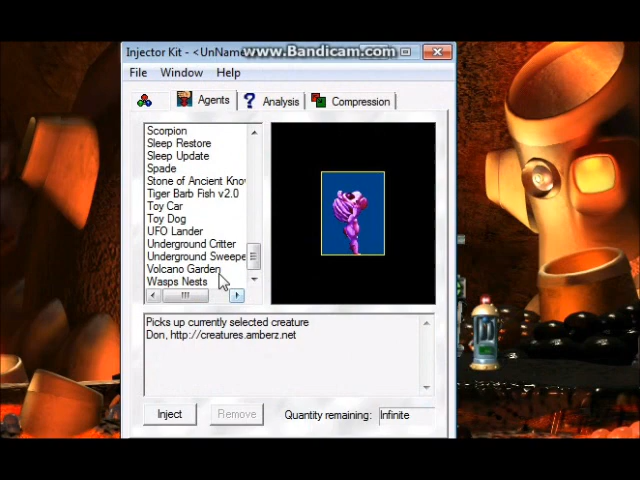 Injector Kit - <UnName
www.Bandicam.com
File Window Help
Agents Analysis Compression
Scorpion
Sleep Restore
Sleep Update
Spade
Stone of Ancient Kno
Tiger Barb Fish v2.0
Toy Car
Toy Dog
UFO Lander
Underground Critter
Underground Sweepe
Volcano Garden
Wasps Nests
Picks up currently selected creature
Don, http://creatures.amberz.net
Inject Remove Quantity remaining: Infinite